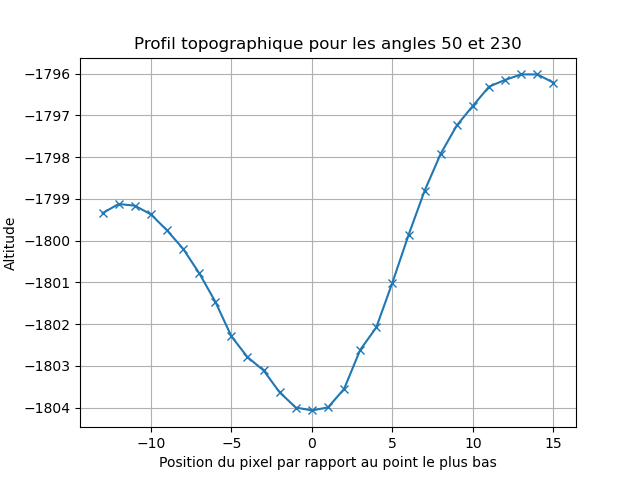 Profil topographique pour les angles 50 et 230
Altitude
−1796
−1797
−1798
−1799
−1800
−1801
−1802
−1803
−1804
−10 −5 0 5 10 15
Position du pixel par rapport au point le plus bas